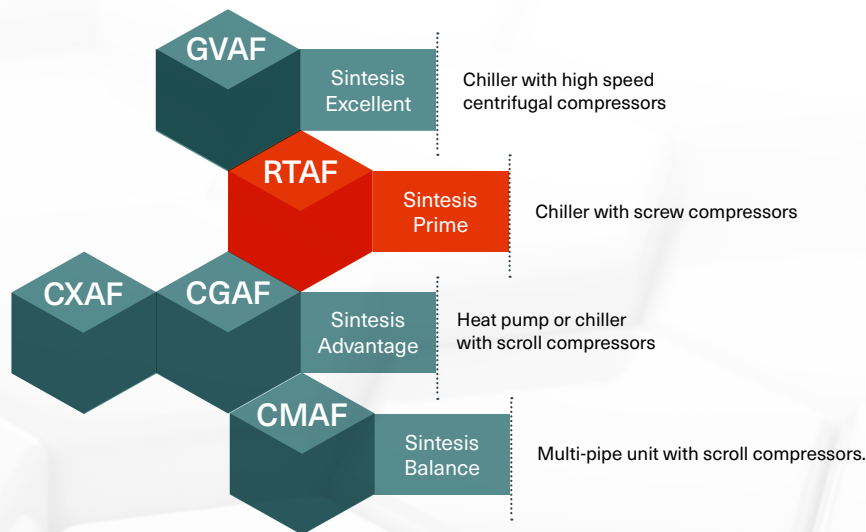 GVAF
Sintesis
Excellent
Chiller with high speed
centrifugal compressors
RTAF
Sintesis
Prime
Chiller with screw compressors
CXAF
CGAF
Sintesis
Advantage
Heat pump or chiller
with scroll compressors
CMAF
Sintesis
Balance
Multi-pipe unit with scroll compressors.